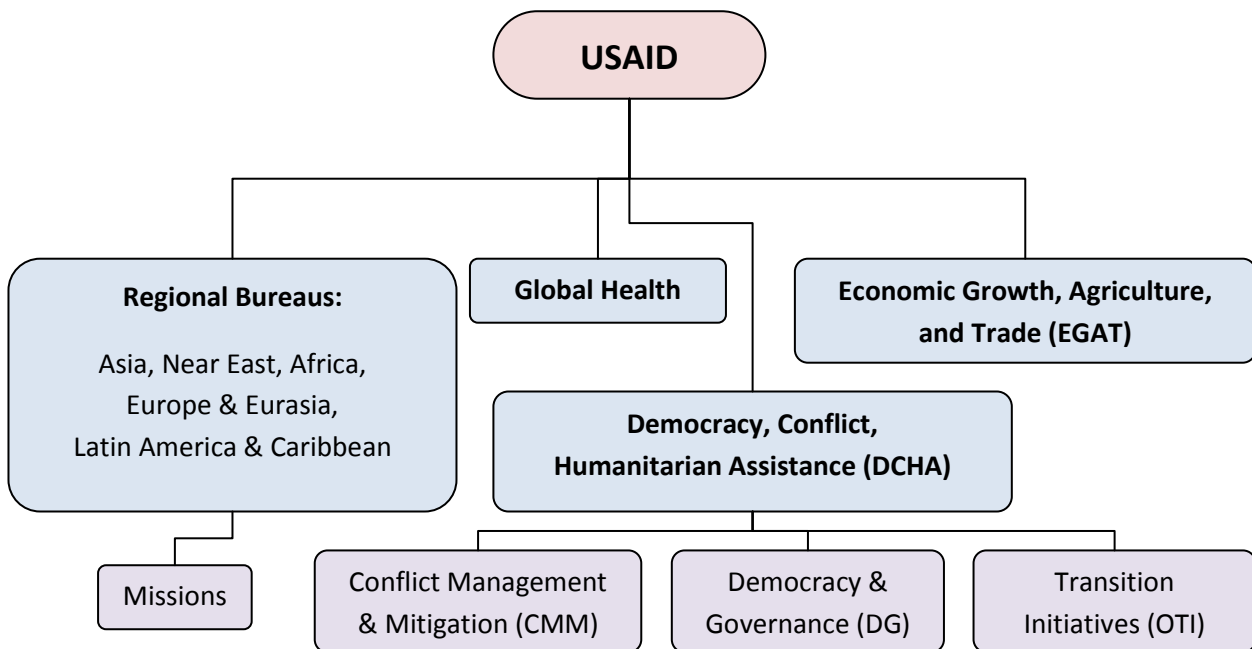 USAID
Regional Bureaus:
Asia, Near East, Africa,
Europe & Eurasia,
Latin America & Caribbean
Global Health
Economic Growth, Agriculture,
and Trade (EGAT)
Democracy, Conflict,
Humanitarian Assistance (DCHA)
Missions
Conflict Management
& Mitigation (CMM)
Democracy &
Governance (DG)
Transition
Initiatives (OTI)